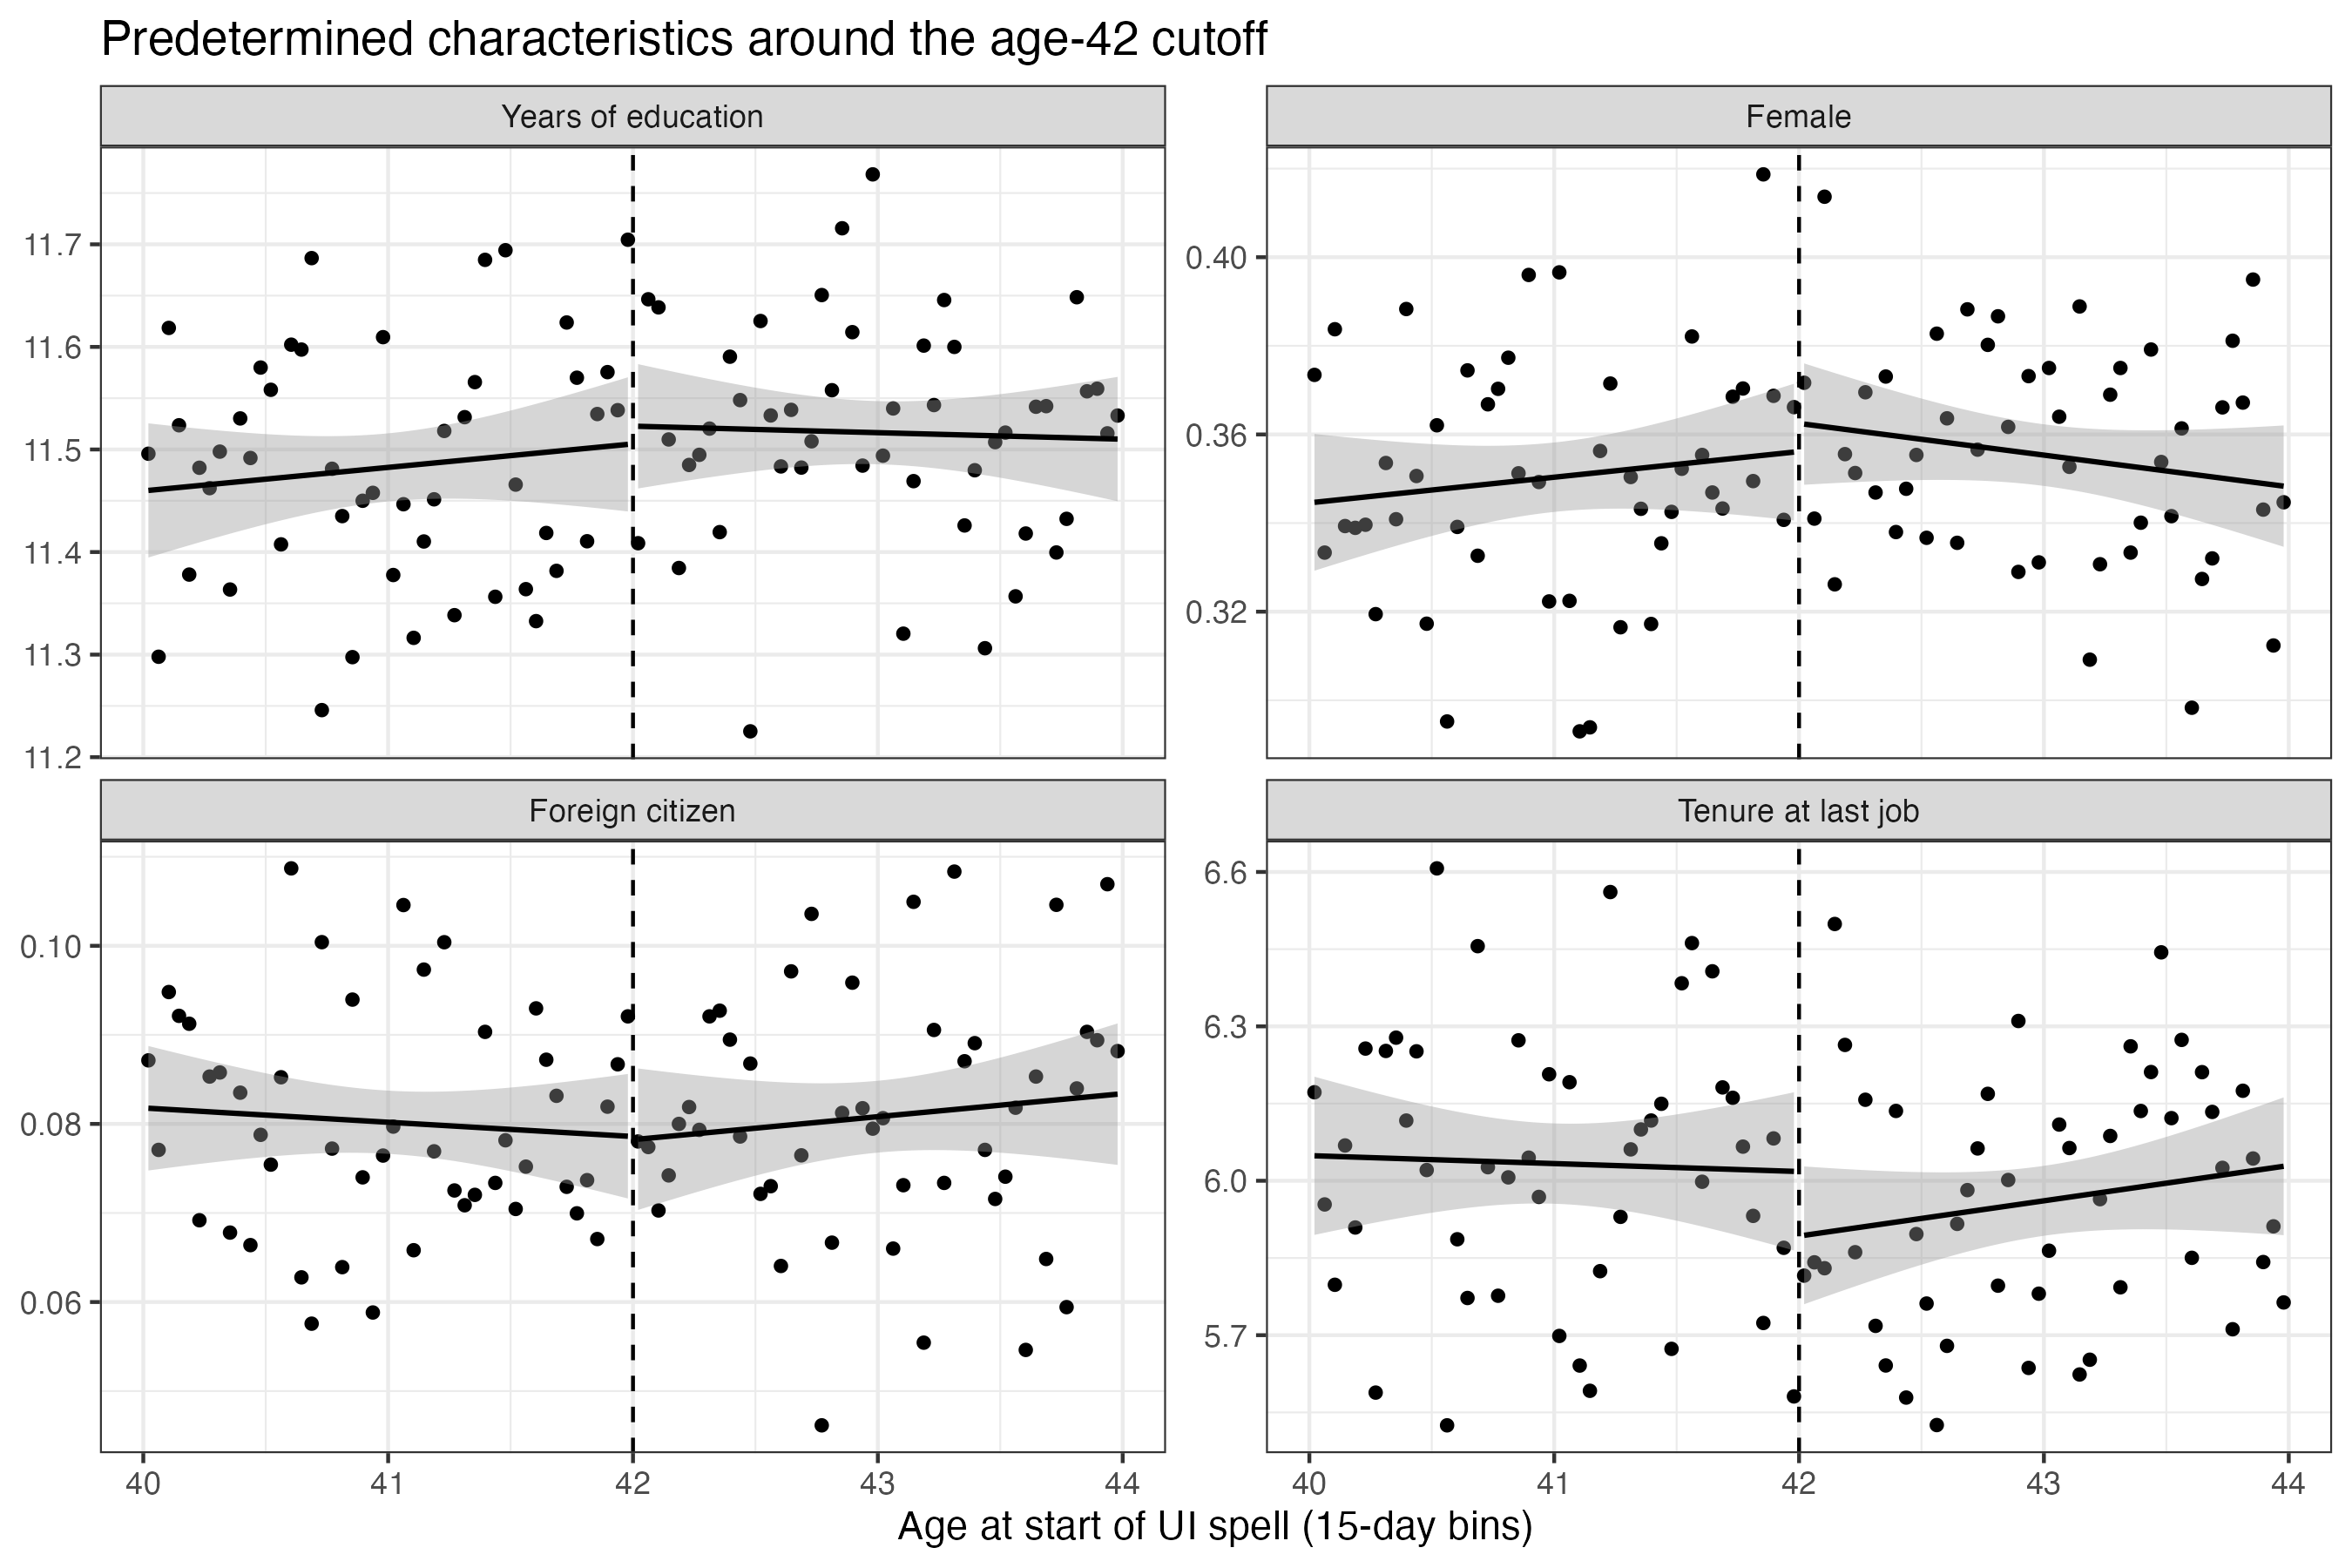 Predetermined characteristics around the age-42 cutoff
Years of education
Female
11.7
11.6
11.5
11.4
11.3
11.2
0.40
0.36
0.32
Foreign citizen
Tenure at last job
0.10
0.08
0.06
6.6
6.3
6.0
5.7
40 41 42 43 44
40 41 42 43 44
Age at start of UI spell (15-day bins)